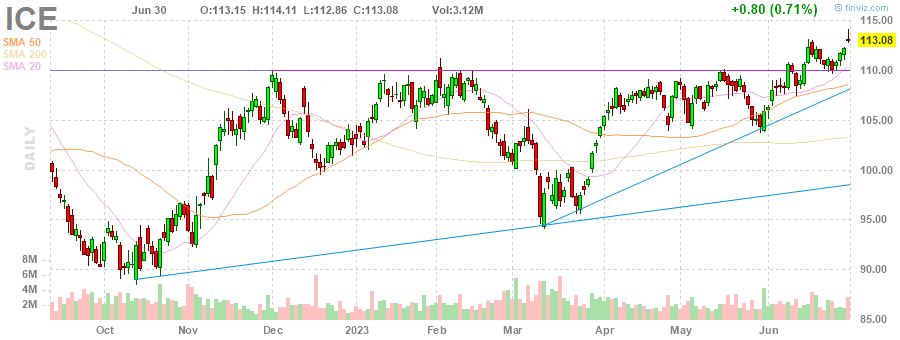 ICE
Jun 30 O:113.15 H:114.11 L:112.86 C:113.08 Vol:3.12M +0.80 (0.71%) © finviz.com
SMA 50
SMA 200
SMA 20
DAILY
115.00
113.08
110.00
105.00
100.00
95.00
90.00
85.00
8M
6M
4M
2M
Oct Nov Dec 2023 Feb Mar Apr May Jun